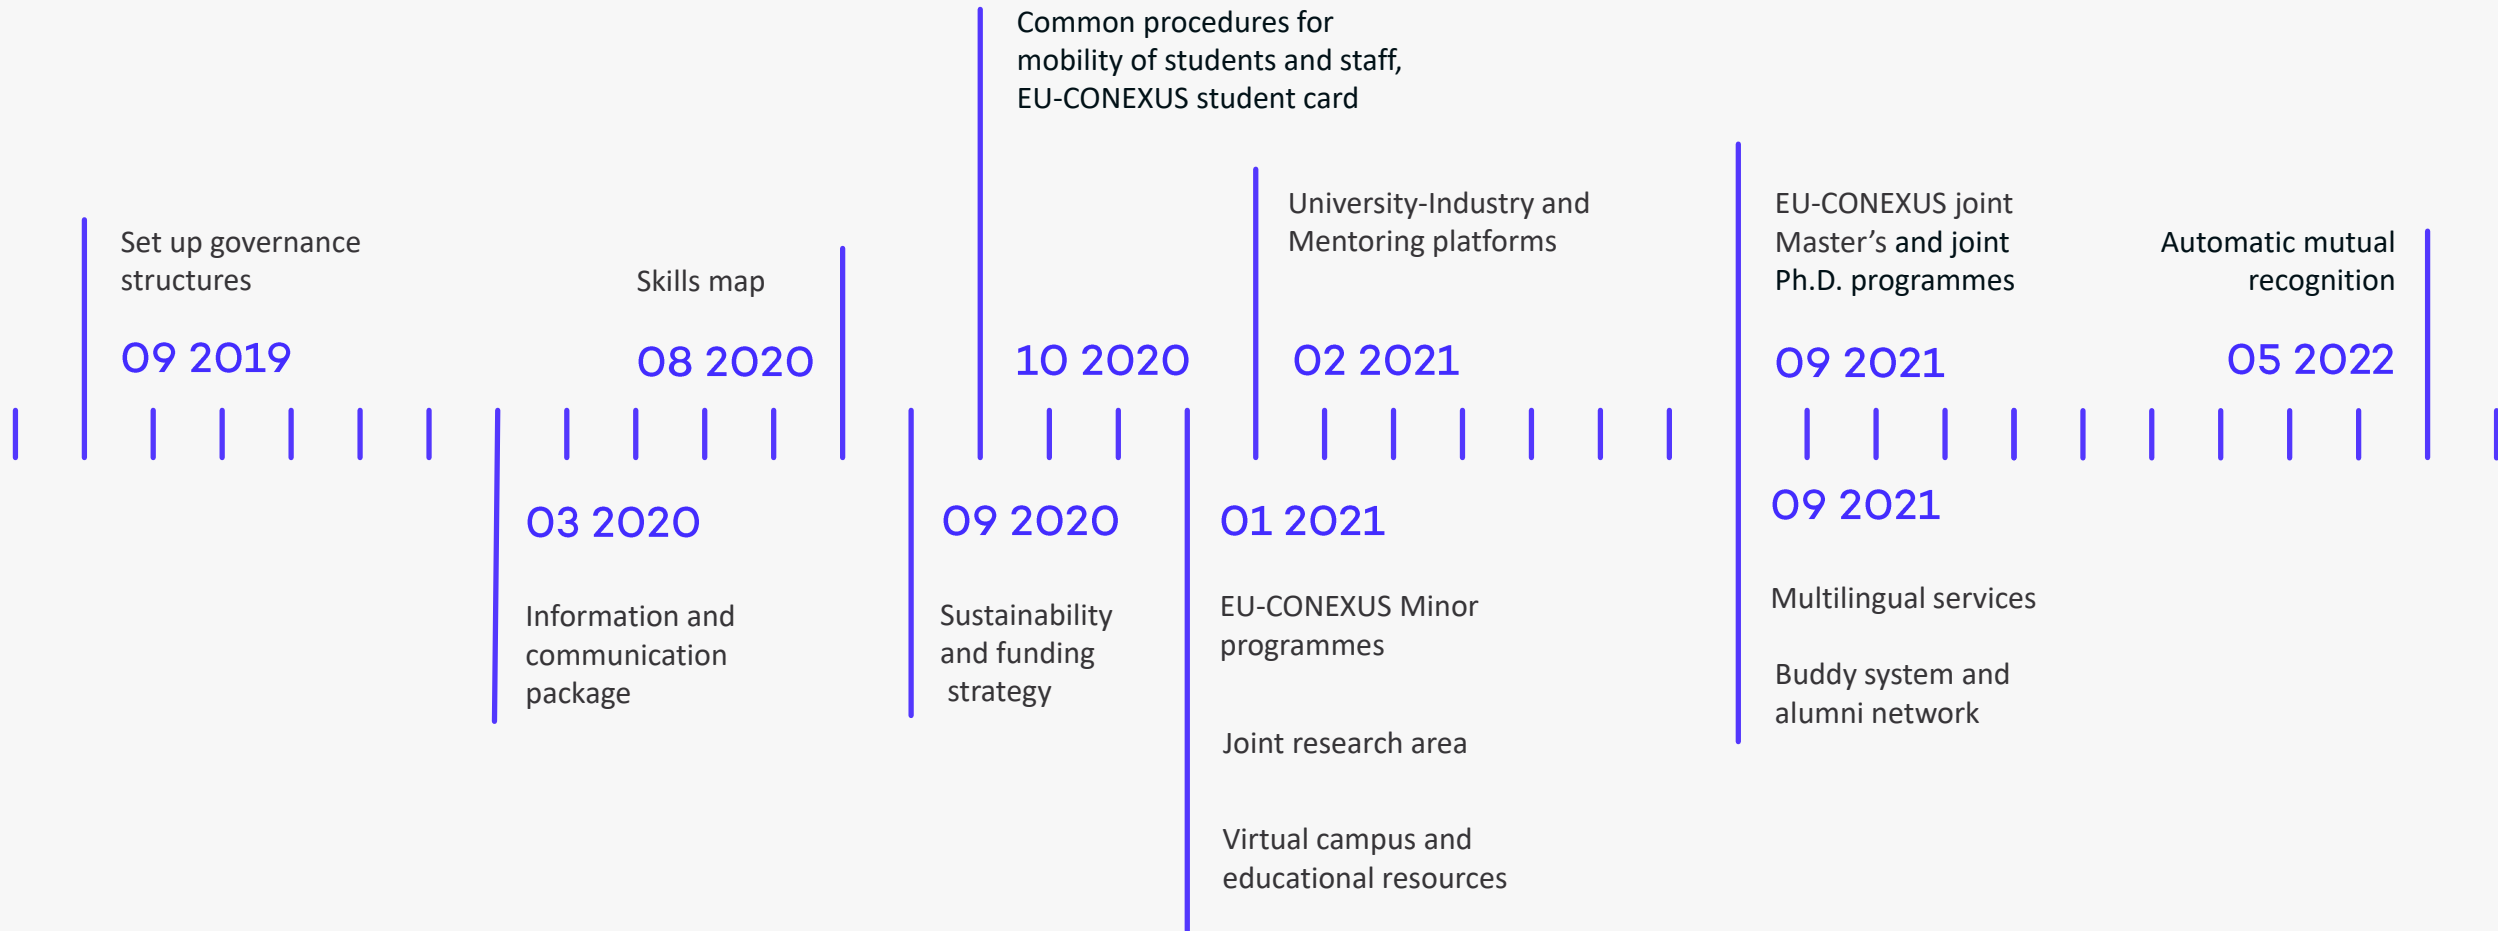 Common procedures for
mobility of students and staff,
EU-CONEXUS student card
Set up governance
structures
09 2019
Skills map
08 2020
10 2020
University-Industry and
Mentoring platforms
02 2021
EU-CONEXUS joint
Master’s and joint
Ph.D. programmes
09 2021
Automatic mutual
recognition
05 2022
03 2020
Information and
communication
package
09 2020
Sustainability
and funding
strategy
01 2021
EU-CONEXUS Minor
programmes
Joint research area
Virtual campus and
educational resources
09 2021
Multilingual services
Buddy system and
alumni network